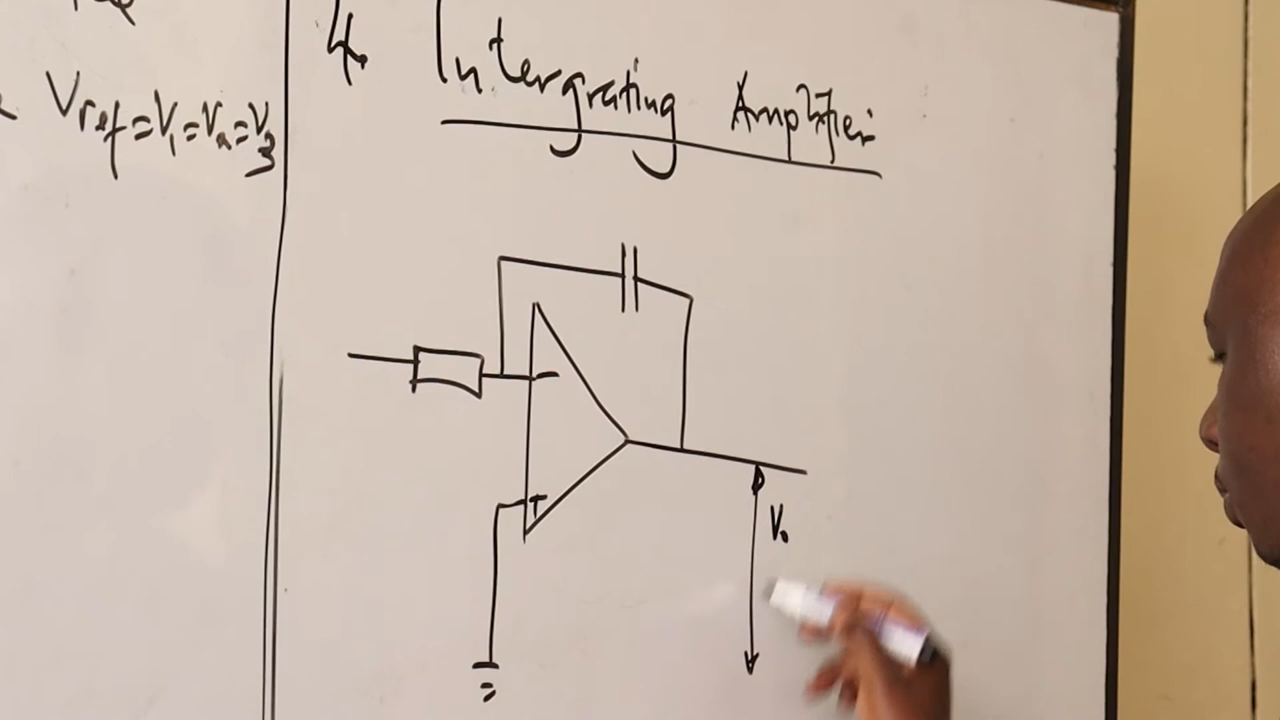 Vref=V₁=V₂=V₃
4. Intergrating Amplifier
-
+
V₀